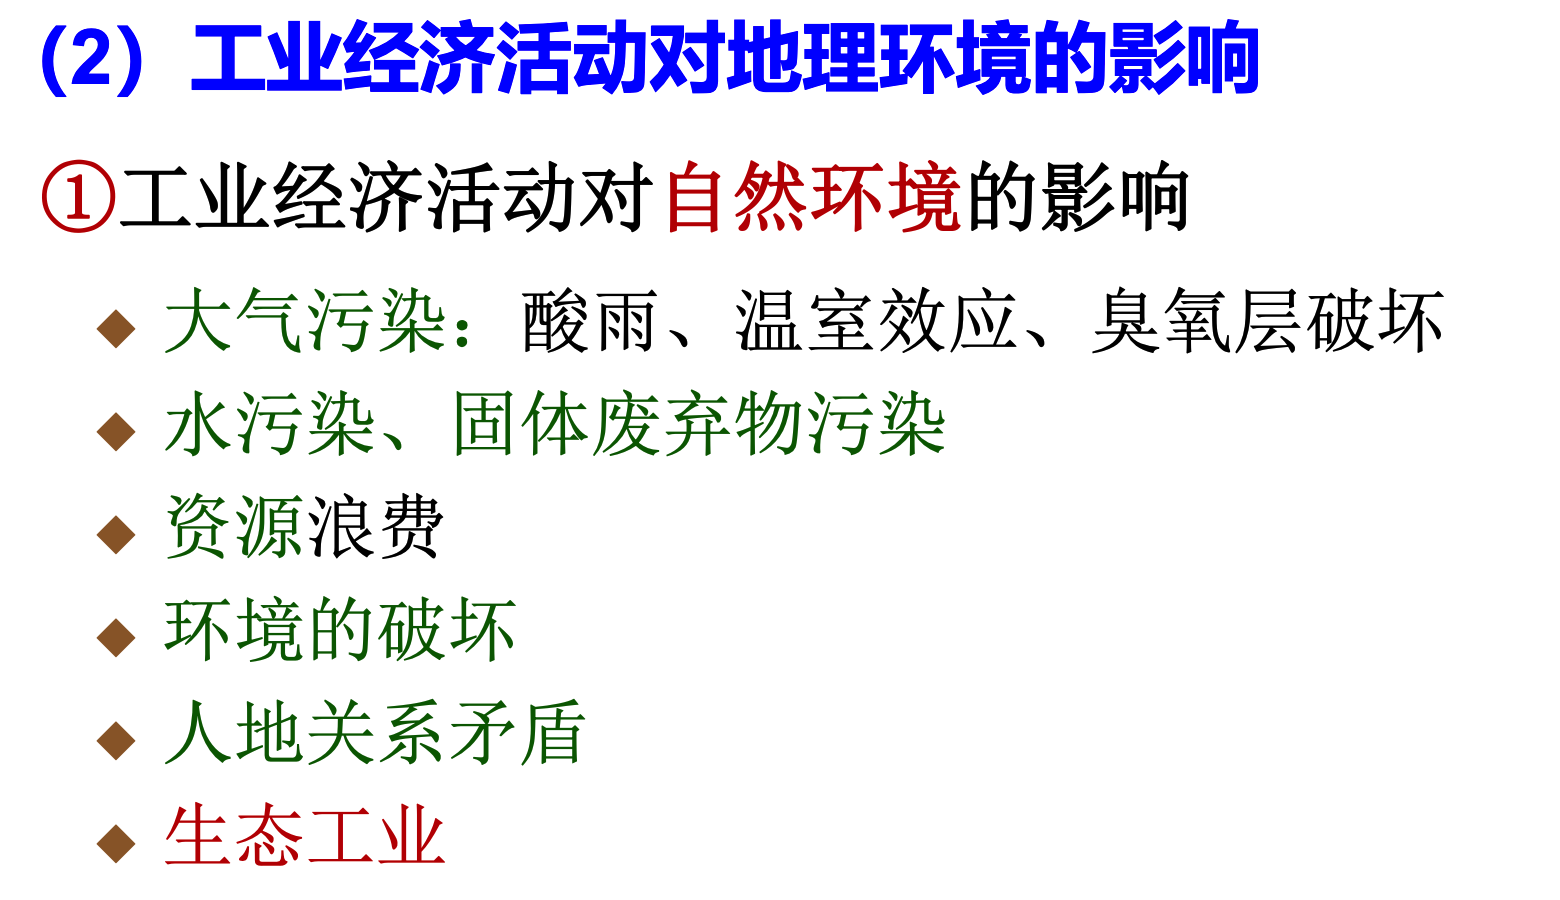 （2）工业经济活动对地理环境的影响
①工业经济活动对自然环境的影响
◆ 大气污染：酸雨、温室效应、臭氧层破坏
◆ 水污染、固体废弃物污染
◆ 资源浪费
◆ 环境的破坏
◆ 人地关系矛盾
◆ 生态工业